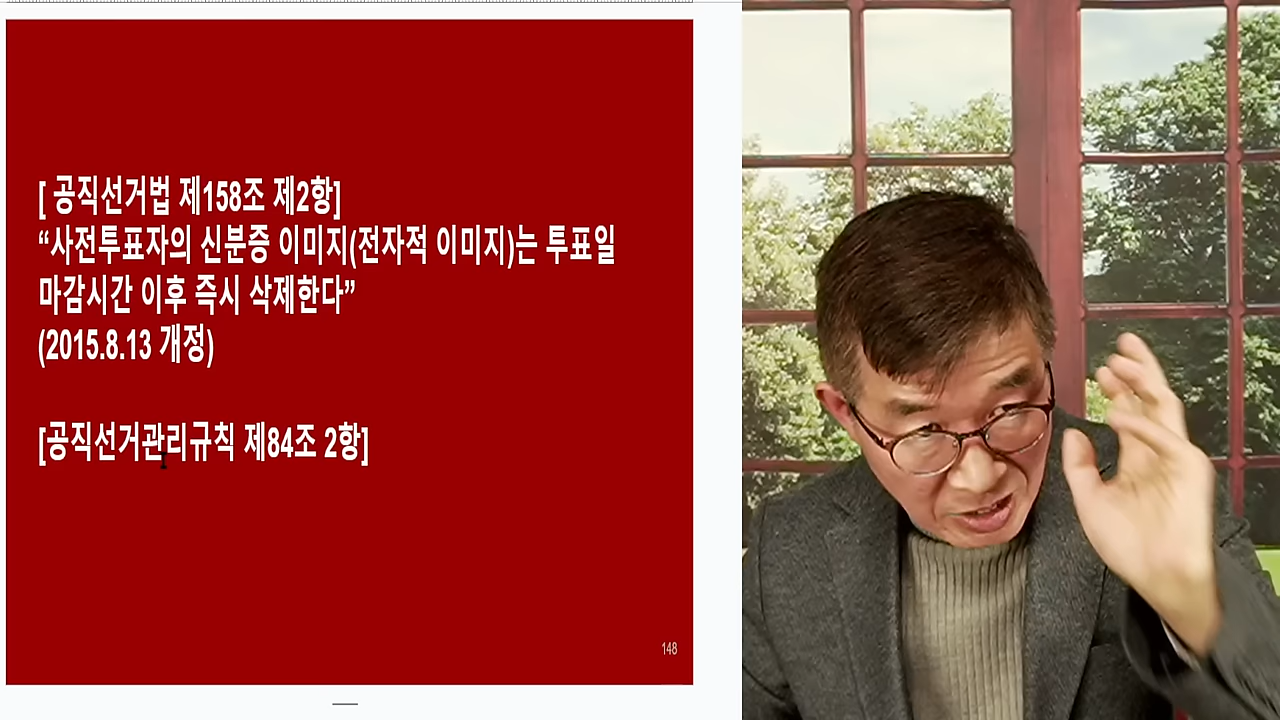 [ 공직선거법 제158조 제2항]
“사전투표자의 신분증 이미지(전자적 이미지)는 투표일
마감시간 이후 즉시 삭제한다”
(2015.8.13 개정)
[공직선거관리규칙 제84조 2항]
148